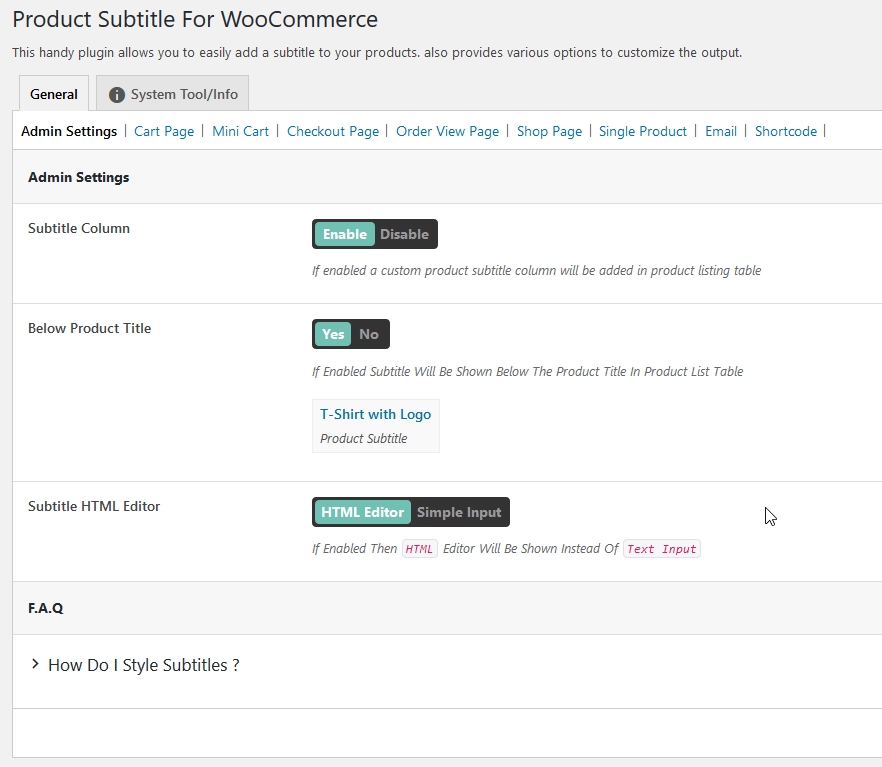 Product Subtitle For WooCommerce
This handy plugin allows you to easily add a subtitle to your products. also provides various options to customize the output.
General System Tool/Info
Admin Settings | Cart Page | Mini Cart | Checkout Page | Order View Page | Shop Page | Single Product | Email | Shortcode |
Admin Settings
Subtitle Column Enable Disable
If enabled a custom product subtitle column will be added in product listing table
Below Product Title Yes No
If Enabled Subtitle Will Be Shown Below The Product Title In Product List Table
T-Shirt with Logo
Product Subtitle
Subtitle HTML Editor HTML Editor Simple Input
If Enabled Then HTML Editor Will Be Shown Instead Of Text Input
F.A.Q
How Do I Style Subtitles ?